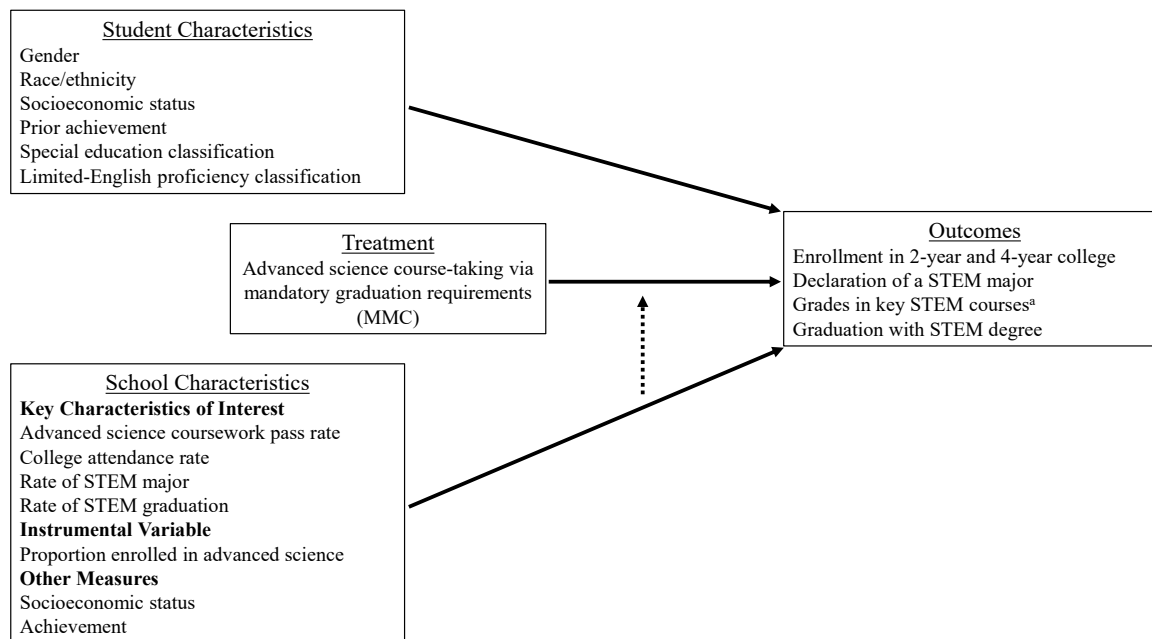 Student Characteristics
Gender
Race/ethnicity
Socioeconomic status
Prior achievement
Special education classification
Limited-English proficiency classification
Treatment
Advanced science course-taking via
mandatory graduation requirements
(MMC)
Outcomes
Enrollment in 2-year and 4-year college
Declaration of a STEM major
Grades in key STEM coursesᵃ
Graduation with STEM degree
School Characteristics
Key Characteristics of Interest
Advanced science coursework pass rate
College attendance rate
Rate of STEM major
Rate of STEM graduation
Instrumental Variable
Proportion enrolled in advanced science
Other Measures
Socioeconomic status
Achievement